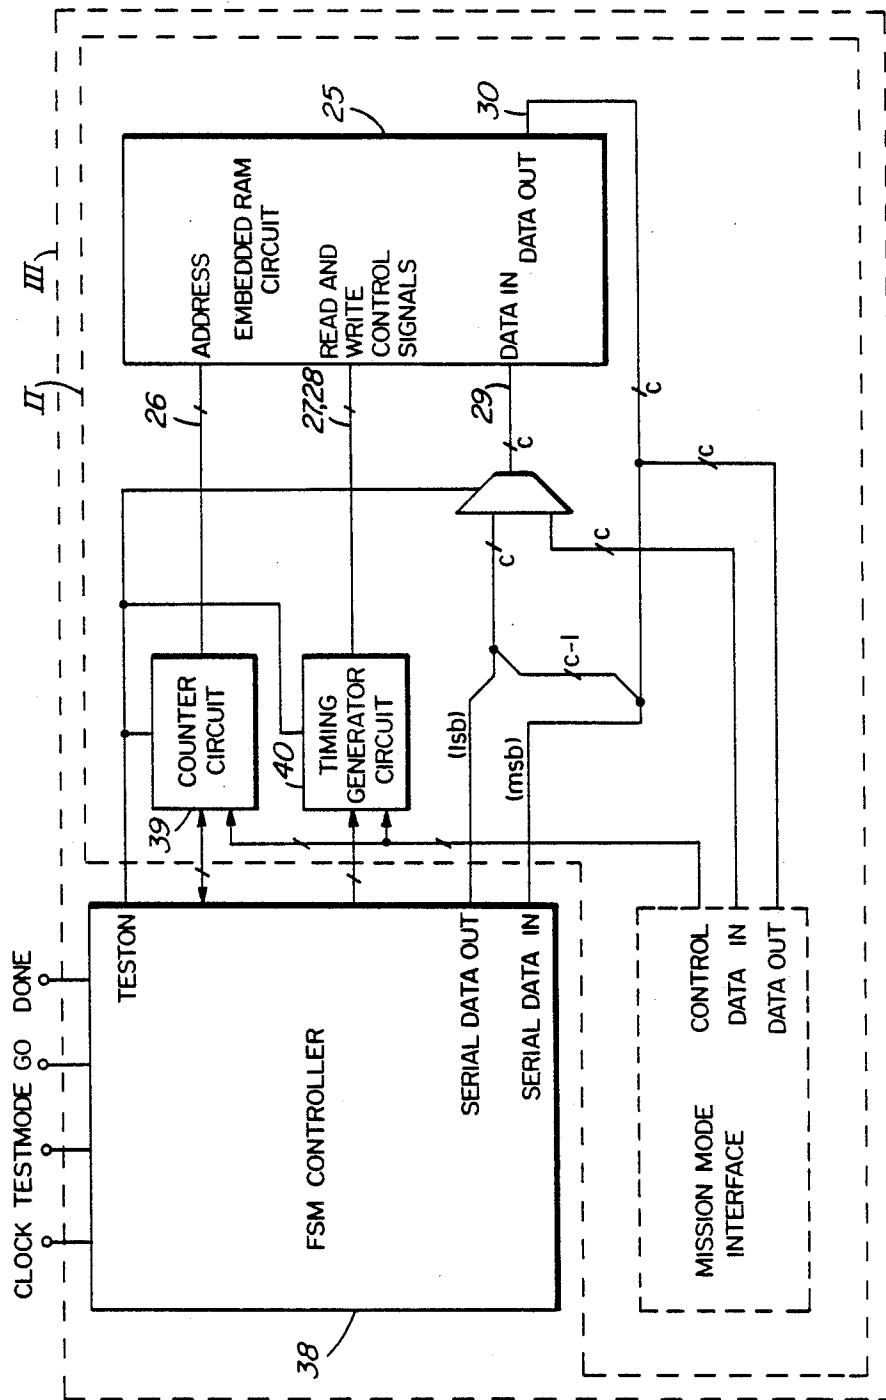 CLOCK TESTMODE GO DONE
III
II
TESTON
FSM CONTROLLER
SERIAL DATA OUT
SERIAL DATA IN
38
39
COUNTER
CIRCUIT
40
TIMING
GENERATOR
CIRCUIT
(lsb)
(msb)
c-1
c
c
c
c
c
26
27,28
29
25
30
ADDRESS
EMBEDDED RAM
CIRCUIT
READ AND
WRITE
CONTROL
SIGNALS
DATA IN
DATA OUT
MISSION MODE
INTERFACE
CONTROL
DATA IN
DATA OUT